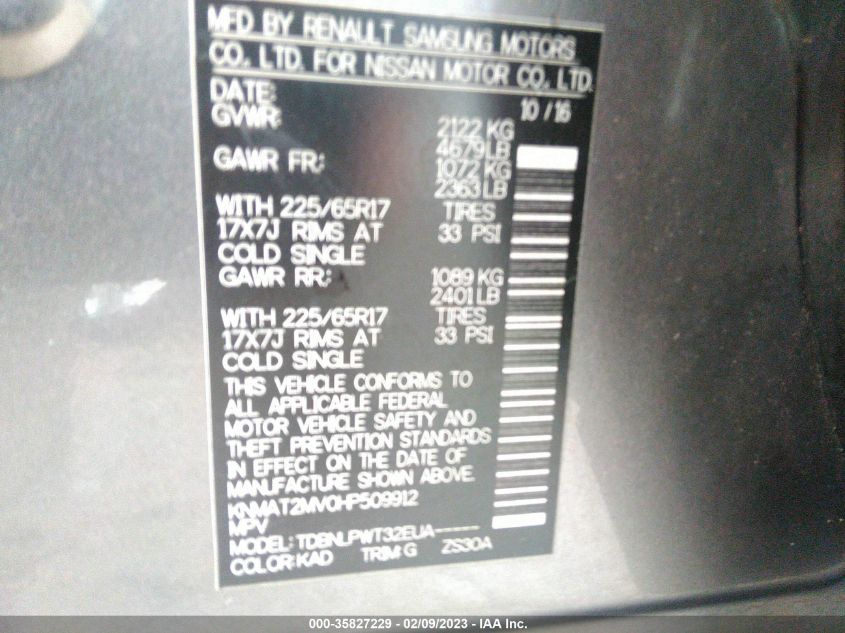 MFD BY RENAULT SAMSUNG MOTORS
CO., LTD. FOR NISSAN MOTOR CO., LTD.
DATE: 10/16
GVWR: 2122 KG
4679 LB
GAWR FR: 1072 KG
2363 LB
WITH 225/65R17 TIRES
17X7J RIMS AT 33 PSI
COLD SINGLE
GAWR RR: 1089 KG
2401 LB
WITH 225/65R17 TIRES
17X7J RIMS AT 33 PSI
COLD SINGLE
THIS VEHICLE CONFORMS TO
ALL APPLICABLE FEDERAL
MOTOR VEHICLE SAFETY AND
THEFT PREVENTION STANDARDS
IN EFFECT ON THE DATE OF
MANUFACTURE SHOWN ABOVE.
KNMAT2MV0HP509912
MPV
MODEL: TDBNLPWT32EUA-----
COLOR: KAD TRIM: G ZS30A
000-35827229 - 02/09/2023 - IAA Inc.